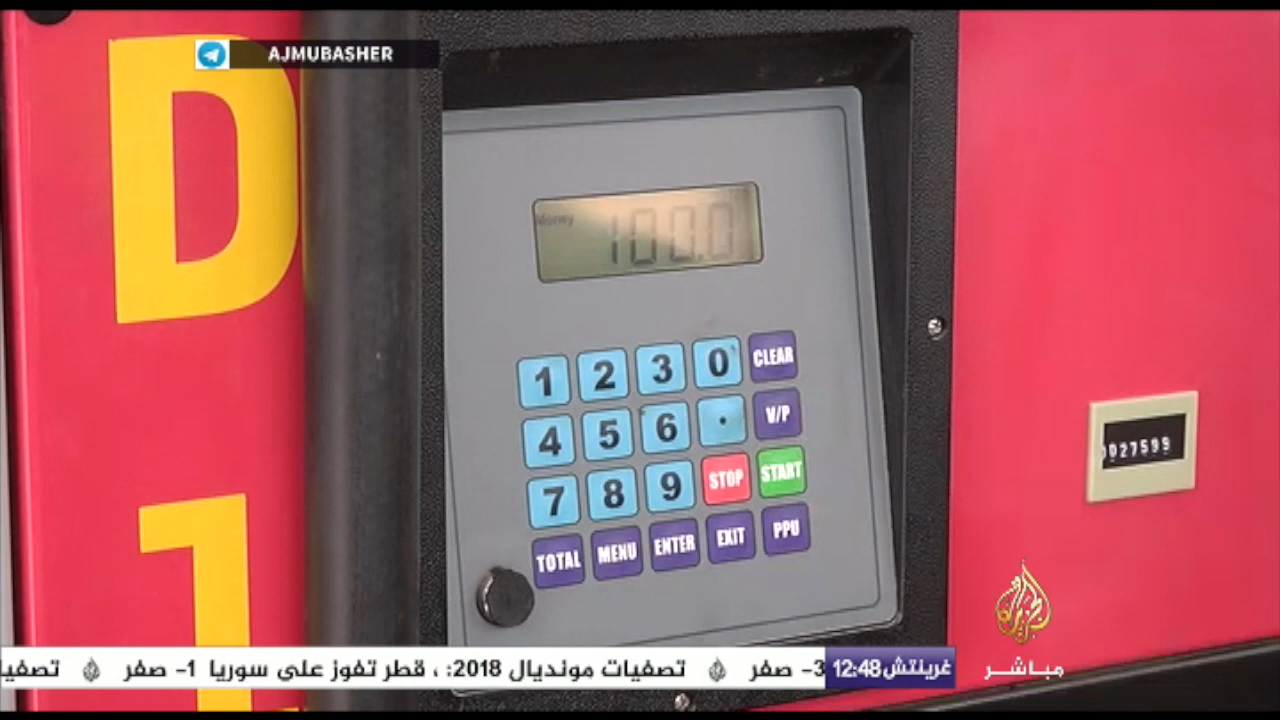 AJMUBASHER
D
1
Money
100.0
1 2 3 0 CLEAR
4 5 6 . V/P
7 8 9 STOP START
TOTAL MENU ENTER EXIT PPU
0027599
الجزيرة
مباشر
غرينتش 12:48
3- صفر تصفيات مونديال 2018: ، قطر تفوز على سوريا 1- صفر